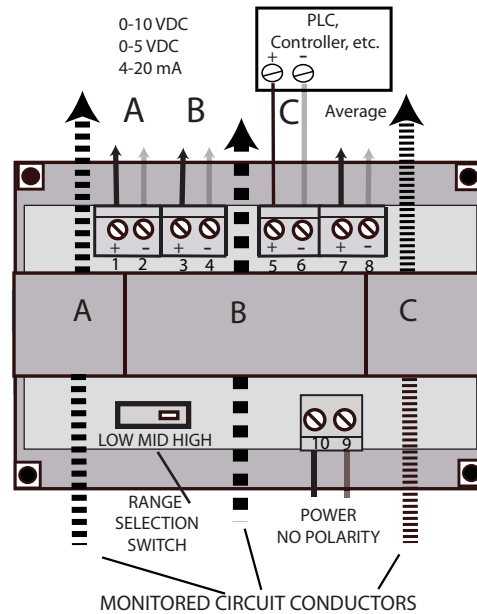 0-10 VDC
0-5 VDC
4-20 mA
PLC,
Controller, etc.
+ –
A B C Average
+ – + – + – + –
1 2 3 4 5 6 7 8
A B C
LOW MID HIGH
10 9
RANGE
SELECTION
SWITCH
POWER
NO POLARITY
MONITORED CIRCUIT CONDUCTORS